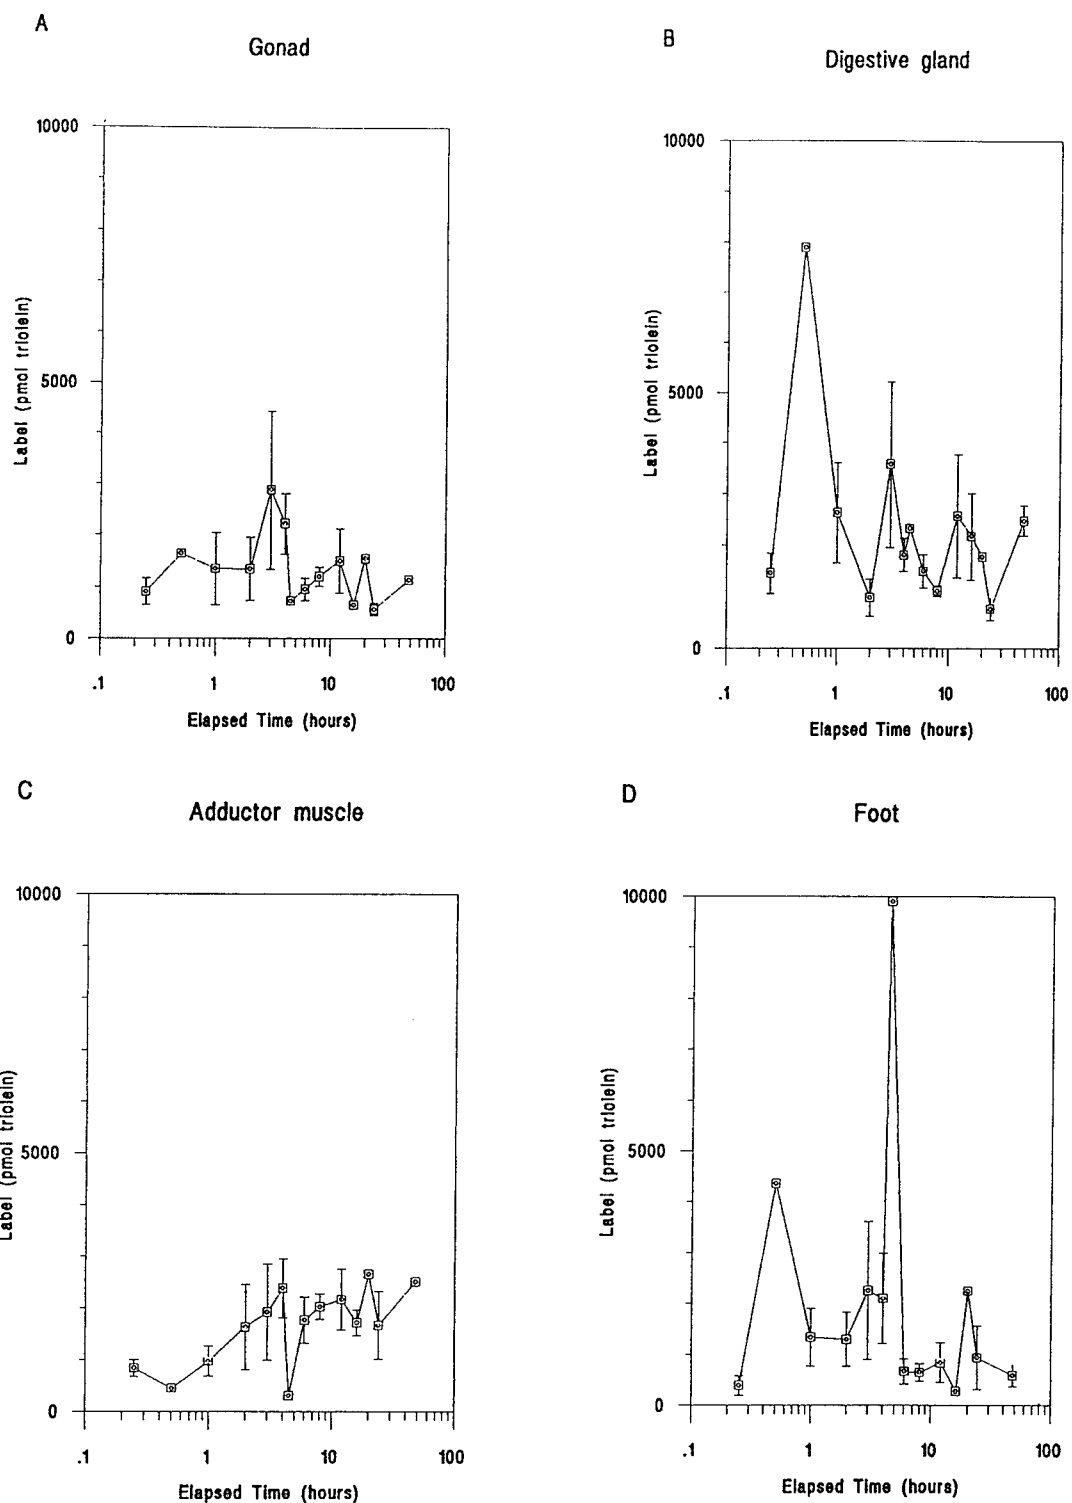 A
Gonad
10000
5000
0
Label (pmol triolein)
.1 1 10 100
Elapsed Time (hours)
B
Digestive gland
10000
5000
0
Label (pmol triolein)
.1 1 10 100
Elapsed Time (hours)
C
Adductor muscle
10000
5000
0
Label (pmol triolein)
.1 1 10 100
Elapsed Time (hours)
D
Foot
10000
5000
0
Label (pmol triolein)
.1 1 10 100
Elapsed Time (hours)